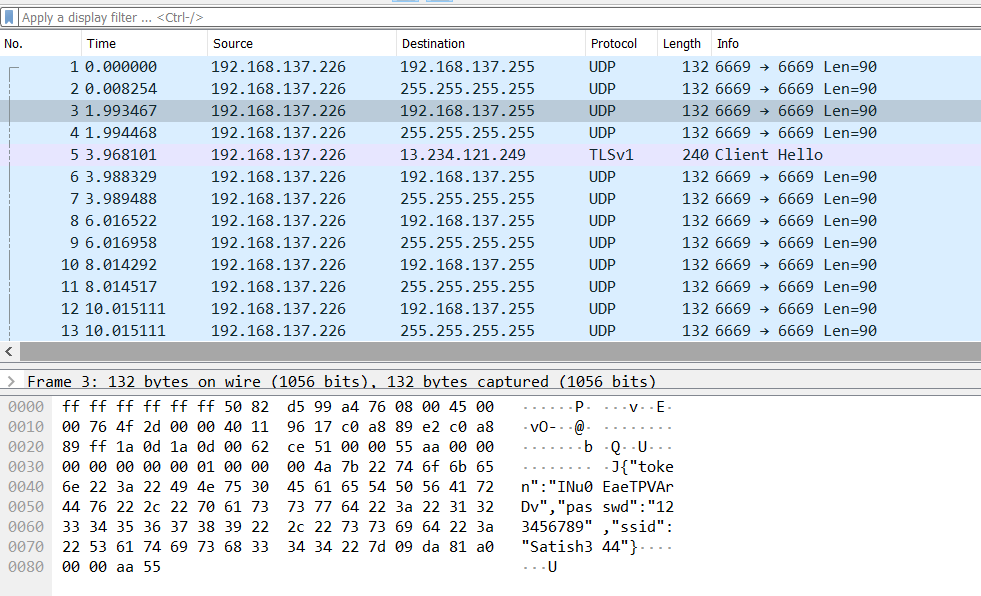 Apply a display filter ... <Ctrl-/>
No. Time Source Destination Protocol Length Info
1 0.000000 192.168.137.226 192.168.137.255 UDP 132 6669 → 6669 Len=90
2 0.008254 192.168.137.226 255.255.255.255 UDP 132 6669 → 6669 Len=90
3 1.993467 192.168.137.226 192.168.137.255 UDP 132 6669 → 6669 Len=90
4 1.994468 192.168.137.226 255.255.255.255 UDP 132 6669 → 6669 Len=90
5 3.968101 192.168.137.226 13.234.121.249 TLSv1 240 Client Hello
6 3.988329 192.168.137.226 192.168.137.255 UDP 132 6669 → 6669 Len=90
7 3.989488 192.168.137.226 255.255.255.255 UDP 132 6669 → 6669 Len=90
8 6.016522 192.168.137.226 192.168.137.255 UDP 132 6669 → 6669 Len=90
9 6.016958 192.168.137.226 255.255.255.255 UDP 132 6669 → 6669 Len=90
10 8.014292 192.168.137.226 192.168.137.255 UDP 132 6669 → 6669 Len=90
11 8.014517 192.168.137.226 255.255.255.255 UDP 132 6669 → 6669 Len=90
12 10.015111 192.168.137.226 192.168.137.255 UDP 132 6669 → 6669 Len=90
13 10.015111 192.168.137.226 255.255.255.255 UDP 132 6669 → 6669 Len=90
Frame 3: 132 bytes on wire (1056 bits), 132 bytes captured (1056 bits)
0000 ff ff ff ff ff ff 50 82 d5 99 a4 76 08 00 45 00 ······P· ···v··E·
0010 00 76 4f 2d 00 00 40 11 96 17 c0 a8 89 e2 c0 a8 ·vO-··@· ········
0020 89 ff 1a 0d 1a 0d 00 62 ce 51 00 00 55 aa 00 00 ·······b ·Q··U···
0030 00 00 00 00 00 01 00 00 00 4a 7b 22 74 6f 6b 65 ········ ·J{"toke
0040 6e 22 3a 22 49 4e 75 30 45 61 65 54 50 56 41 72 n":"INu0 EaeTPVAr
0050 44 76 22 2c 22 70 61 73 73 77 64 22 3a 22 31 32 Dv","pas swd":"12
0060 33 34 35 36 37 38 39 22 2c 22 73 73 69 64 22 3a 3456789" ,"ssid":
0070 22 53 61 74 69 73 68 33 34 34 22 7d 09 da 81 a0 "Satish3 44"}····
0080 00 00 aa 55 ···U